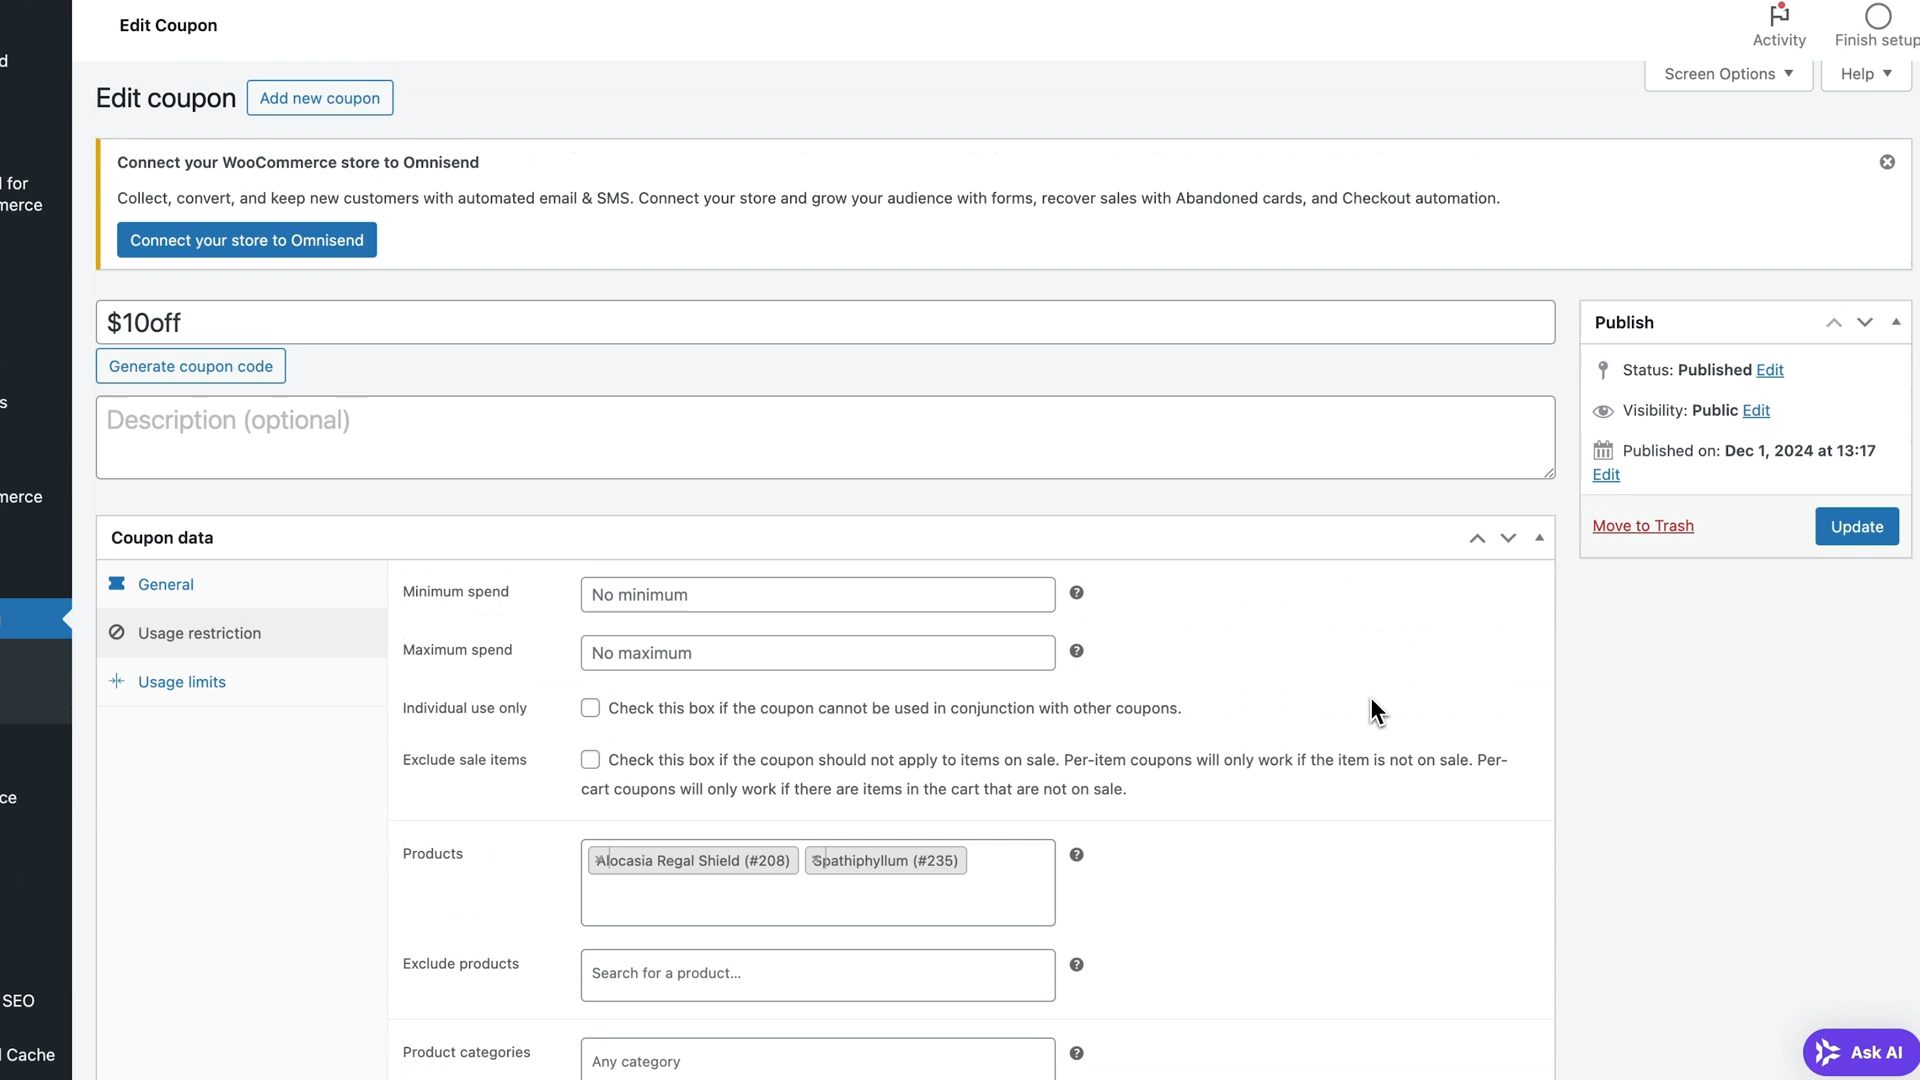 Edit Coupon
Activity
Finish setup
Screen Options
Help
Edit coupon
Add new coupon
Connect your WooCommerce store to Omnisend
Collect, convert, and keep new customers with automated email & SMS. Connect your store and grow your audience with forms, recover sales with Abandoned cards, and Checkout automation.
Connect your store to Omnisend
$10off
Generate coupon code
Description (optional)
Publish
Status: Published Edit
Visibility: Public Edit
Published on: Dec 1, 2024 at 13:17
Edit
Move to Trash
Update
Coupon data
General
Usage restriction
Usage limits
Minimum spend
No minimum
Maximum spend
No maximum
Individual use only
Check this box if the coupon cannot be used in conjunction with other coupons.
Exclude sale items
Check this box if the coupon should not apply to items on sale. Per-item coupons will only work if the item is not on sale. Per-
cart coupons will only work if there are items in the cart that are not on sale.
Products
Alocasia Regal Shield (#208)
Spathiphyllum (#235)
Exclude products
Search for a product...
Product categories
Any category
Ask AI
d
for
merce
s
merce
ce
SEO
Cache